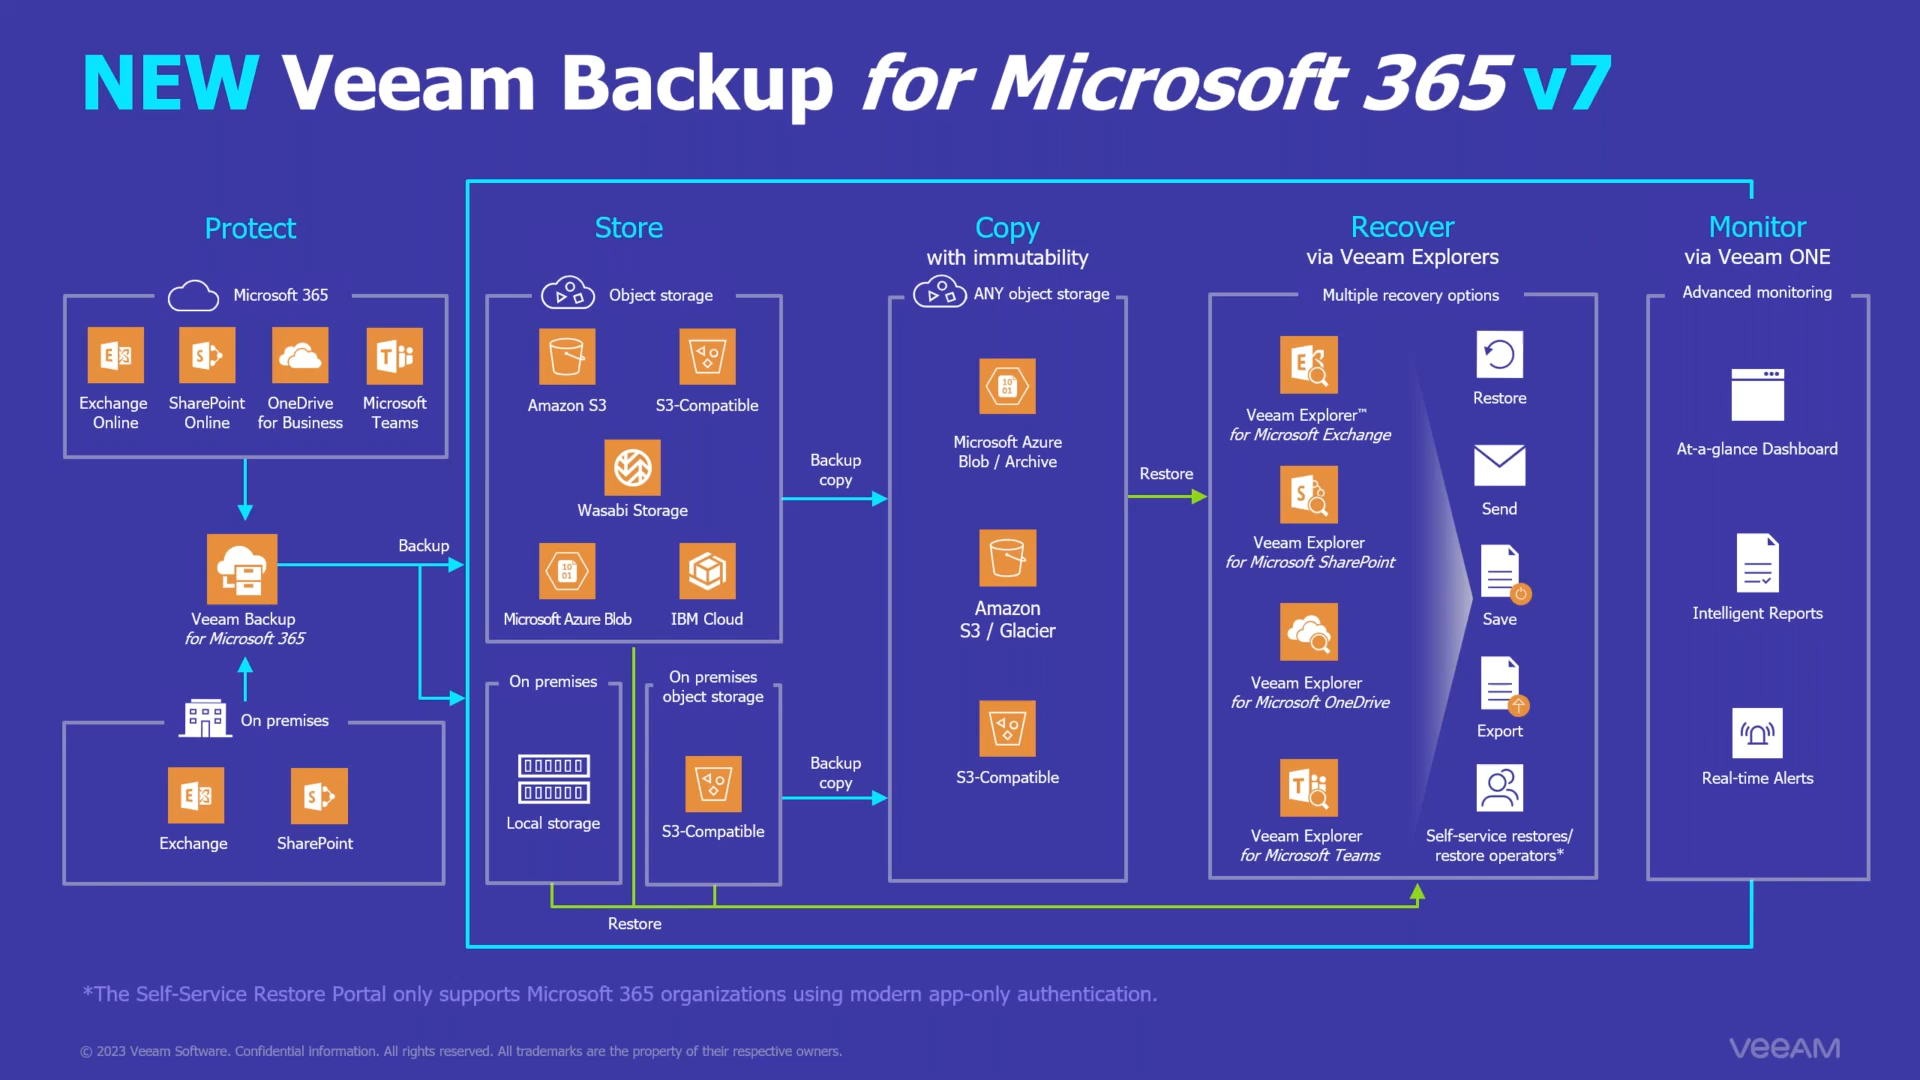 NEW Veeam Backup for Microsoft 365 v7
Protect
Microsoft 365
Exchange
Online
SharePoint
Online
OneDrive
for Business
Microsoft
Teams
Veeam Backup
for Microsoft 365
On premises
Exchange
SharePoint
Backup
Store
Object storage
Amazon S3
S3-Compatible
Wasabi Storage
Microsoft Azure Blob
IBM Cloud
On premises
Local storage
On premises
object storage
S3-Compatible
Backup
copy
Backup
copy
Restore
Copy
with immutability
ANY object storage
Microsoft Azure
Blob / Archive
Amazon
S3 / Glacier
S3-Compatible
Restore
Recover
via Veeam Explorers
Multiple recovery options
Veeam Explorer™
for Microsoft Exchange
Veeam Explorer
for Microsoft SharePoint
Veeam Explorer
for Microsoft OneDrive
Veeam Explorer
for Microsoft Teams
Restore
Send
Save
Export
Self-service restores/
restore operators*
Monitor
via Veeam ONE
Advanced monitoring
At-a-glance Dashboard
Intelligent Reports
Real-time Alerts
*The Self-Service Restore Portal only supports Microsoft 365 organizations using modern app-only authentication.
© 2023 Veeam Software. Confidential information. All rights reserved. All trademarks are the property of their respective owners.
veeAM